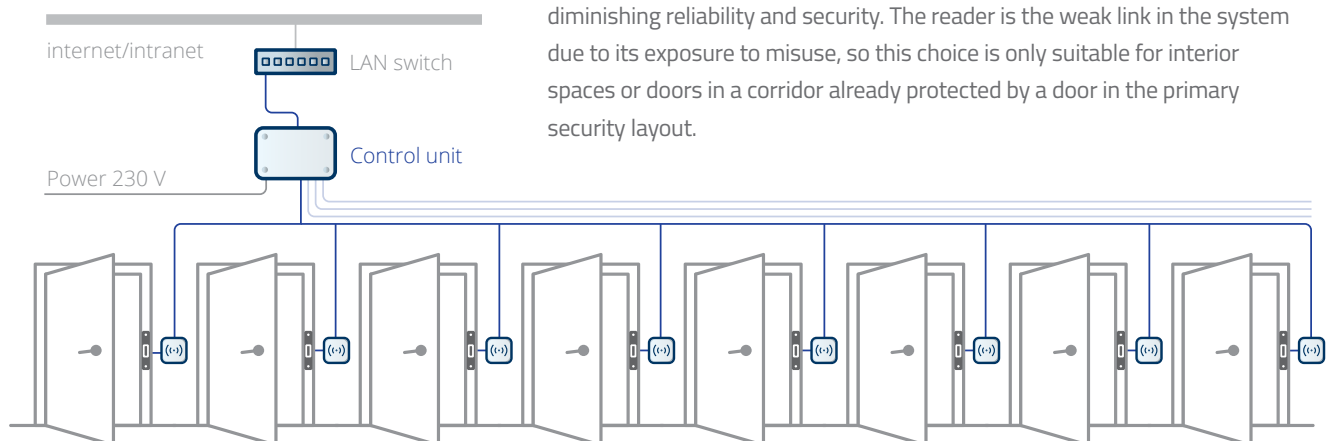 diminishing reliability and security. The reader is the weak link in the system
due to its exposure to misuse, so this choice is only suitable for interior
spaces or doors in a corridor already protected by a door in the primary
security layout.
internet/intranet
LAN switch
Control unit
Power 230 V